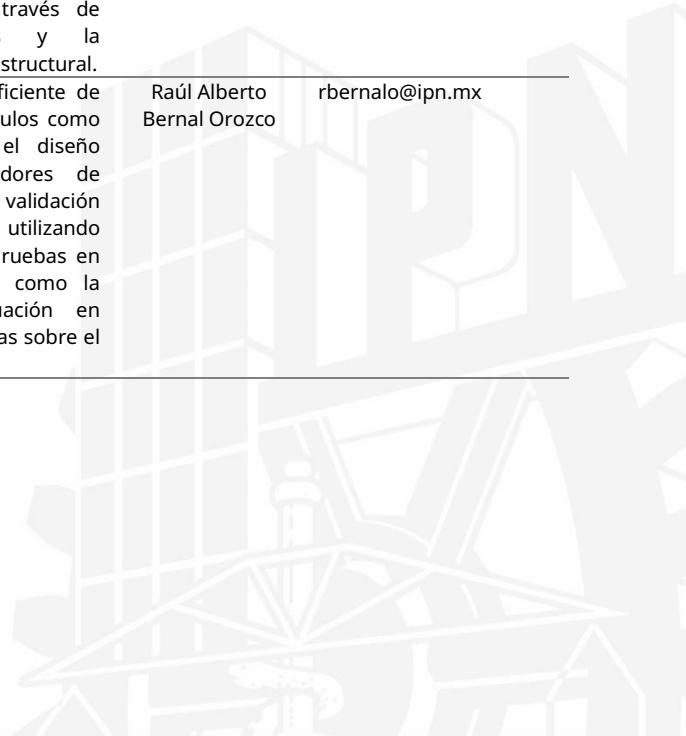 través de
y la
structural.
ficiente de Raúl Alberto rbernalo@ipn.mx
ulos como Bernal Orozco
el diseño
dores de
validación
utilizando
ruebas en
como la
uación en
as sobre el
IPN